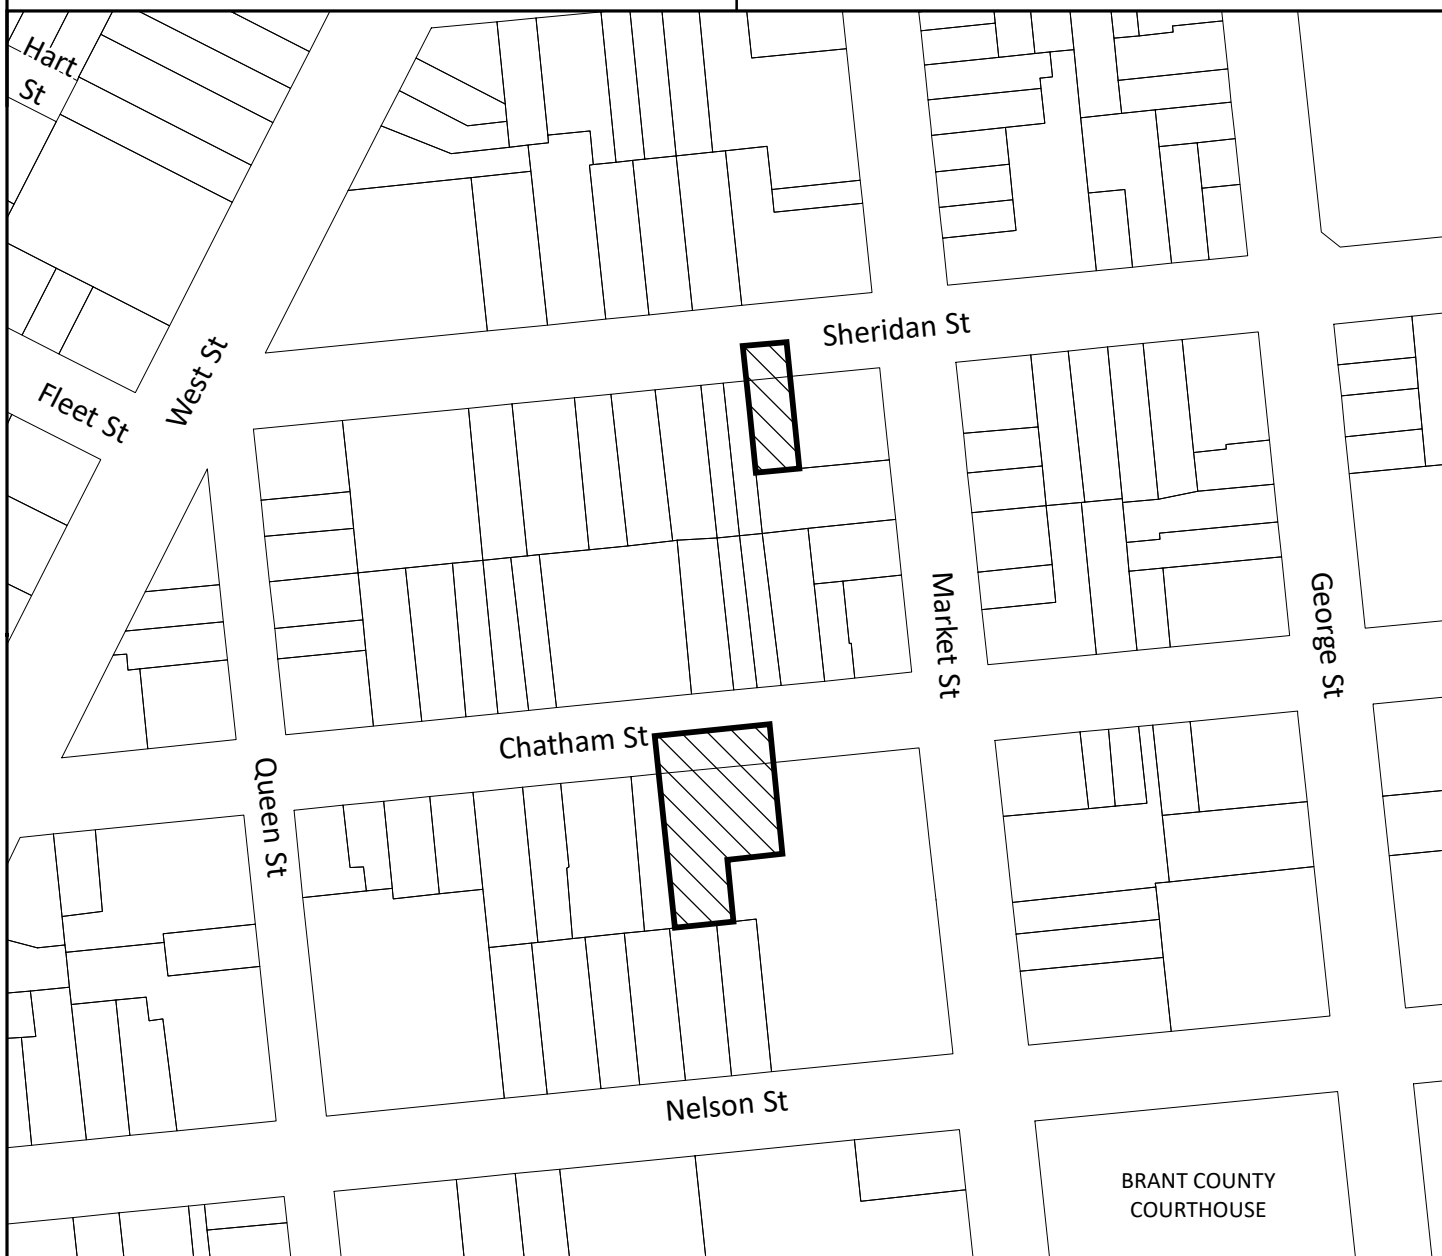 Hart
St
Sheridan St
West St
Fleet St
Market St
George St
Chatham St
Queen St
Nelson St
BRANT COUNTY
COURTHOUSE